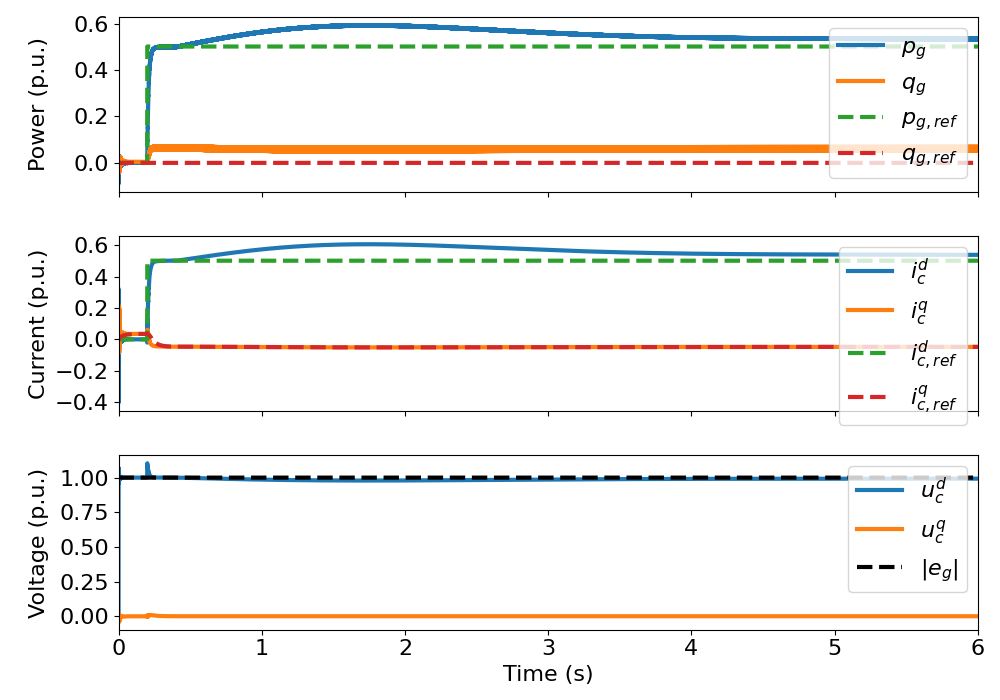 Power (p.u.)
0.6
0.4
0.2
0.0
p_g
q_g
p_{g,ref}
q_{g,ref}
Current (p.u.)
0.6
0.4
0.2
0.0
−0.2
−0.4
i_c^d
i_c^q
i_{c,ref}^d
i_{c,ref}^q
Voltage (p.u.)
1.00
0.75
0.50
0.25
0.00
u_c^d
u_c^q
|e_g|
0 1 2 3 4 5 6
Time (s)